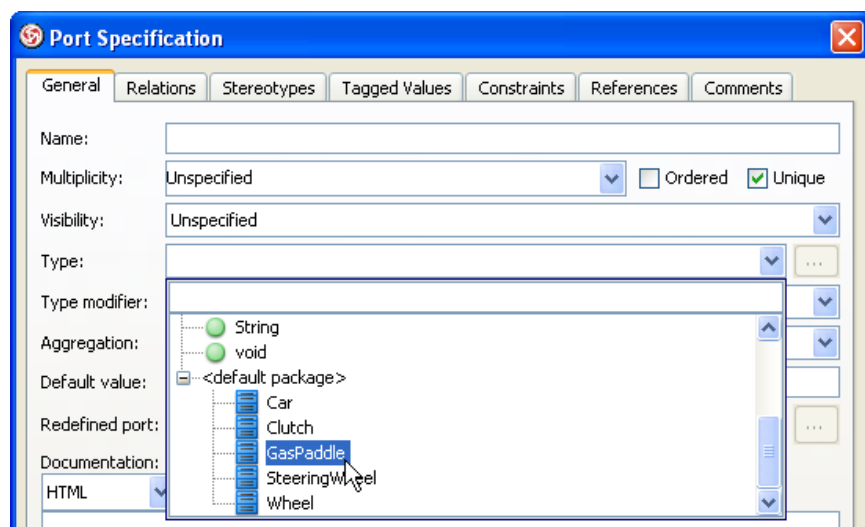 Port Specification
General Relations Stereotypes Tagged Values Constraints References Comments
Name:
Multiplicity: Unspecified Ordered Unique
Visibility: Unspecified
Type: ...
Type modifier:
String
Aggregation:
void
Default value: <default package>
Car
Redefined port: Clutch ...
GasPaddle
Documentation:
SteeringWheel
HTML Wheel